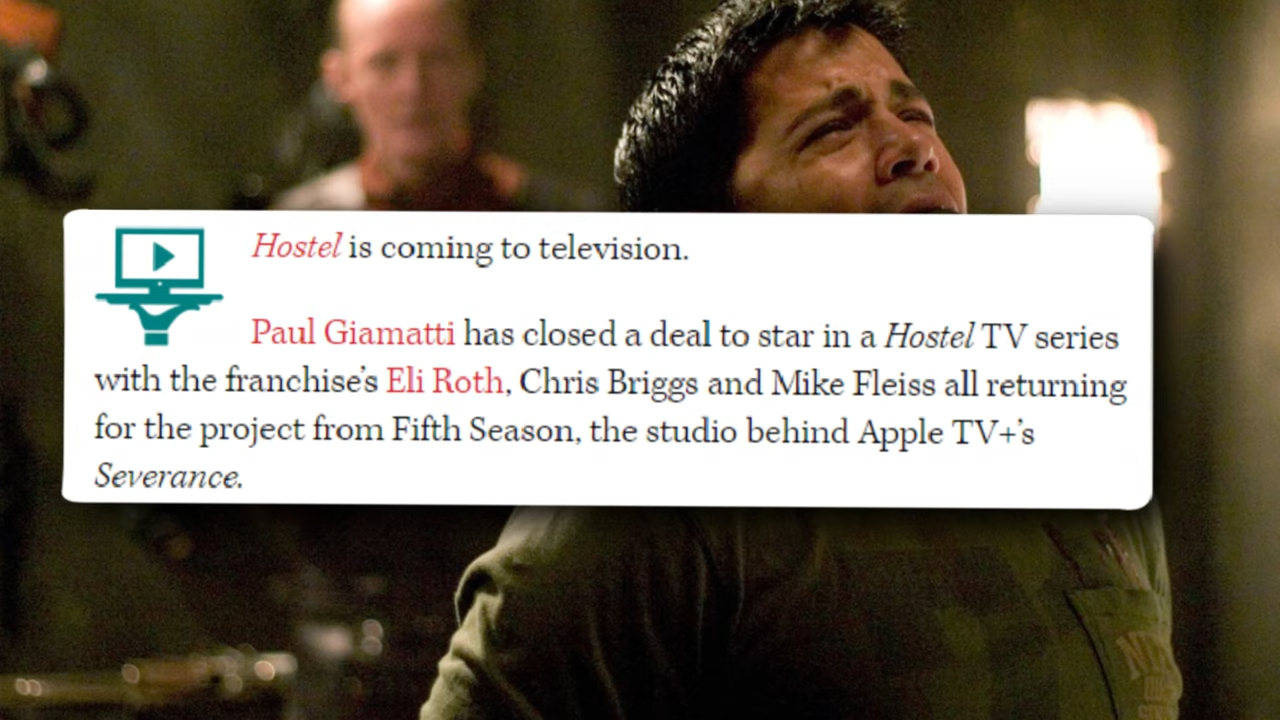 Hostel is coming to television.
Paul Giamatti has closed a deal to star in a Hostel TV series
with the franchise’s Eli Roth, Chris Briggs and Mike Fleiss all returning
for the project from Fifth Season, the studio behind Apple TV+’s
Severance.